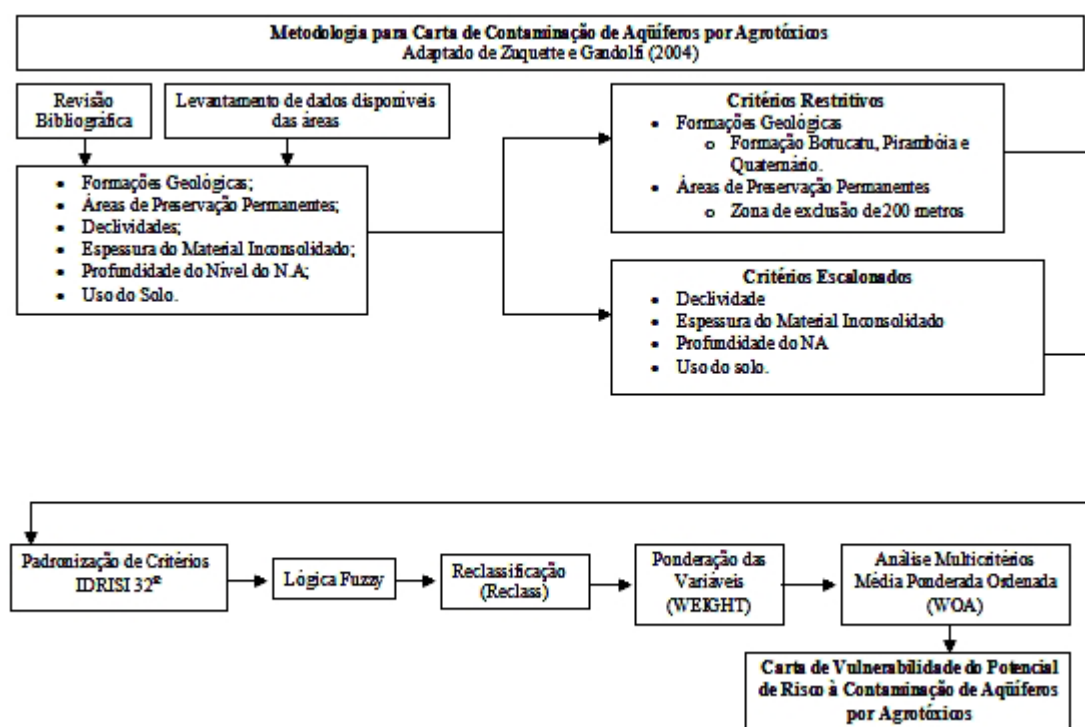 Metodologia para Carta de Contaminação de Aqüíferos por Agrotóxicos
Adaptado de Zuquette e Gandolfi (2004)
Revisão
Bibliográfica
Levantamento de dados disponíveis
das áreas
• Formações Geológicas;
• Áreas de Preservação Permanentes;
• Declividades;
• Espessura do Material Inconsolidado;
• Profundidade do Nível do N.A;
• Uso do Solo.
Critérios Restritivos
• Formações Geológicas
o Formação Botucatu, Pirambóia e
Quaternário.
• Áreas de Preservação Permanentes
o Zona de exclusão de 200 metros
Critérios Escalonados
• Declividade
• Espessura do Material Inconsolidado
• Profundidade do NA
• Uso do solo.
Padronização de Critérios
IDRISI 32®
Lógica Fuzzy
Reclassificação
(Reclass)
Ponderação das
Variáveis
(WEIGHT)
Análise Multicritérios
Média Ponderada Ordenada
(WOA)
Carta de Vulnerabilidade do Potencial
de Risco à Contaminação de Aqüíferos
por Agrotóxicos